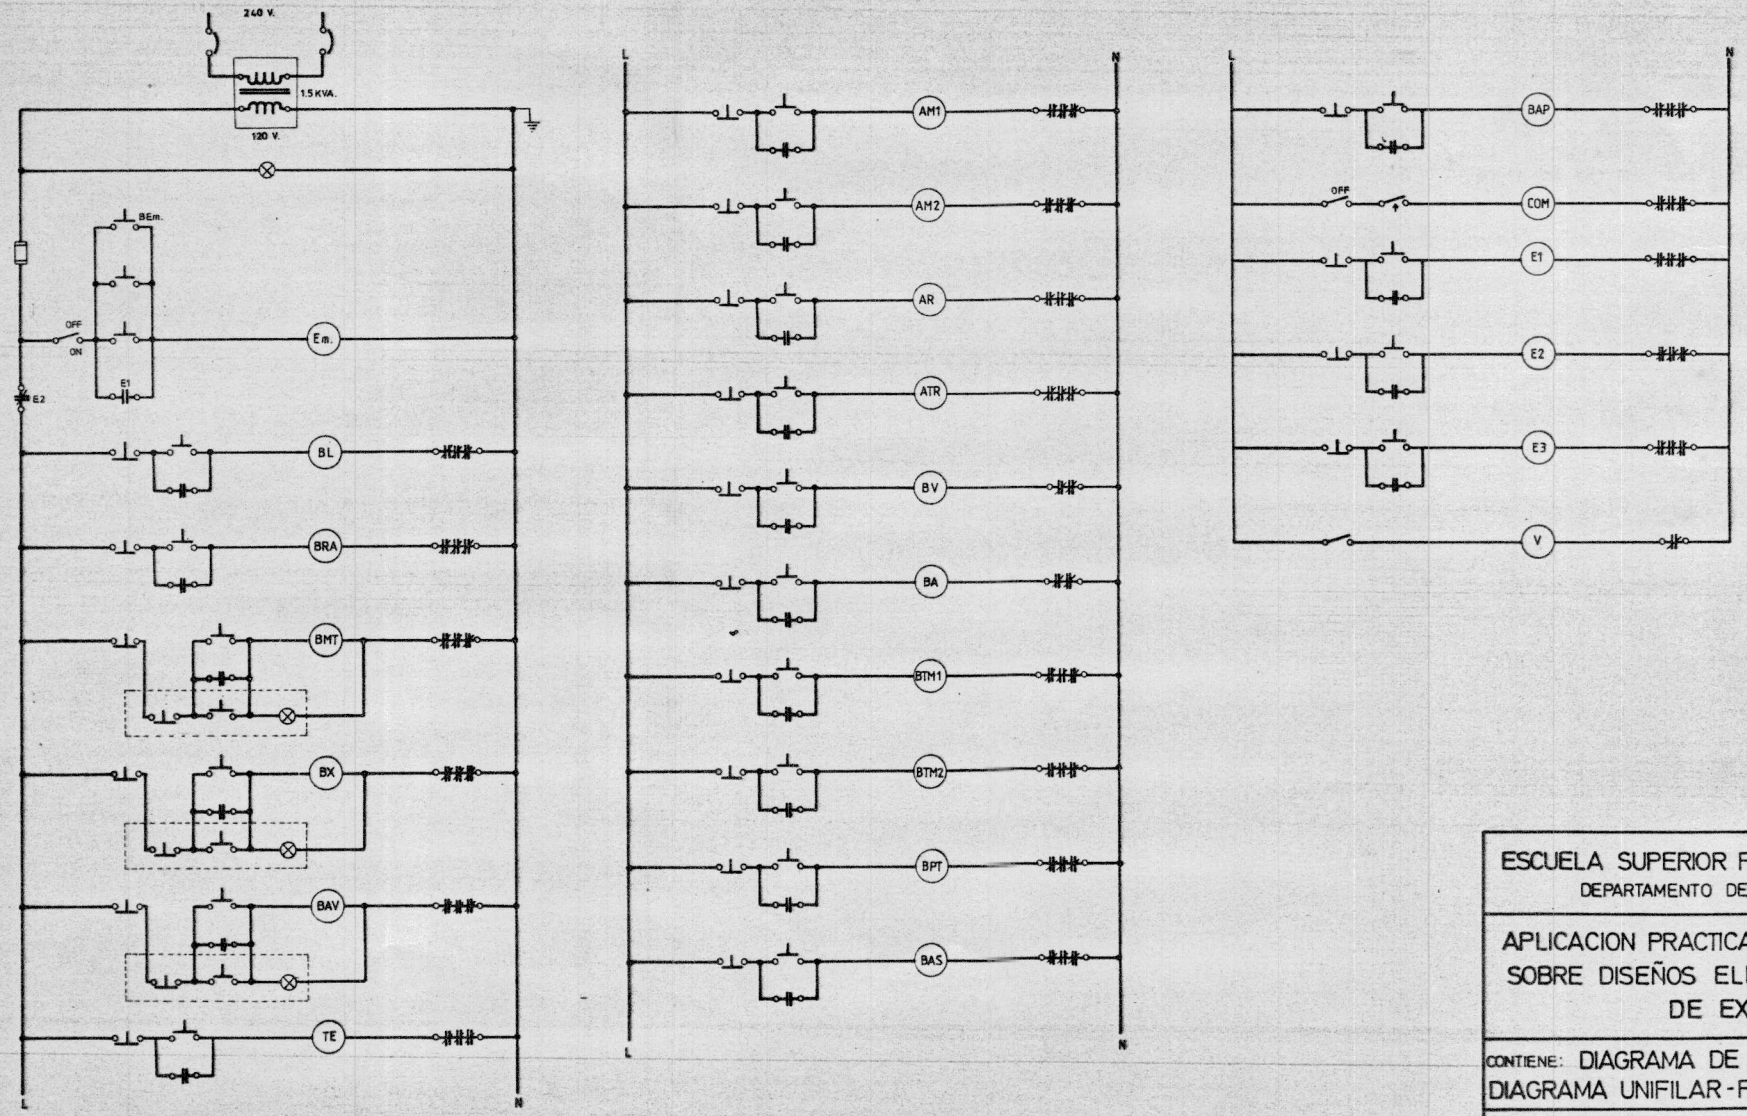 240 V.
1.5 KVA.
120 V.
BEm.
OFF
ON
Em.
E1
E2
BL
BRA
BMT
BX
BAV
TE
L
N
L
N
AM1
AM2
AR
ATR
BV
BA
BTM1
BTM2
BPT
BAS
L
N
L
N
BAP
OFF
COM
E1
E2
E3
V
ESCUELA SUPERIOR
DEPARTAMENTO DE
APLICACION PRACTICA
SOBRE DISEÑOS
DE
CONTIENE: DIAGRAMA DE
DIAGRAMA UNIFILAR-